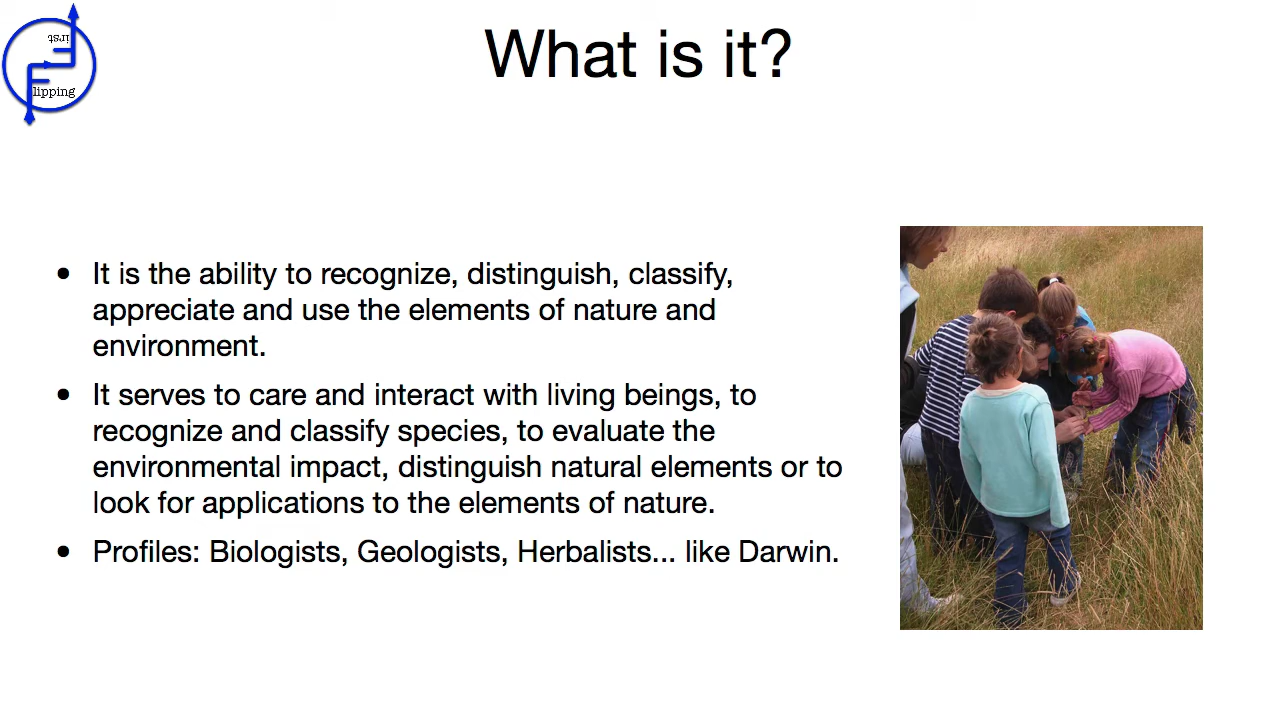 irst
lipping
What is it?
• It is the ability to recognize, distinguish, classify,
appreciate and use the elements of nature and
environment.
• It serves to care and interact with living beings, to
recognize and classify species, to evaluate the
environmental impact, distinguish natural elements or to
look for applications to the elements of nature.
• Profiles: Biologists, Geologists, Herbalists... like Darwin.